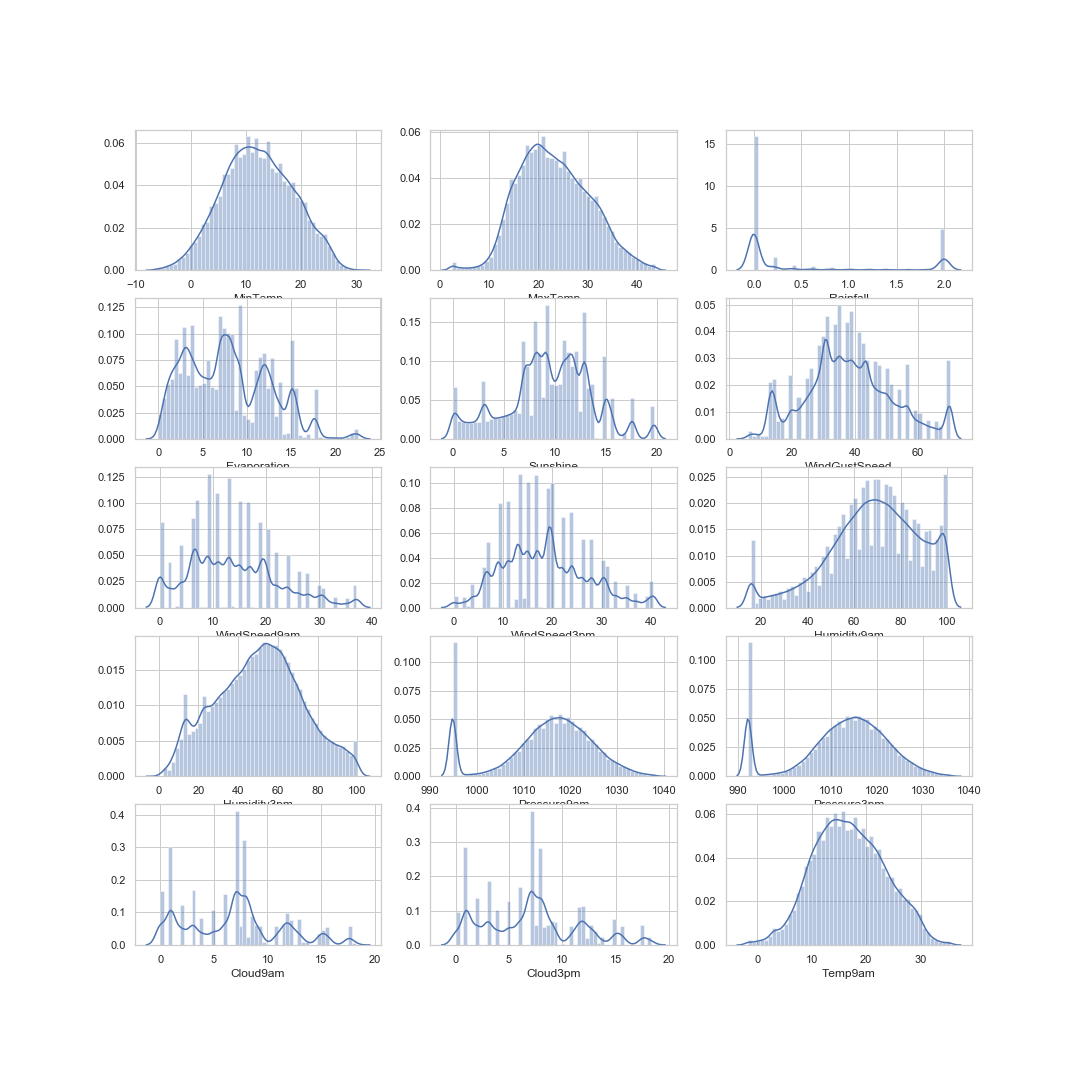 0.06 0.06 15
0.04 0.04 10
0.02 0.02 5
0.00 0.00 0
−10 0 10 20 30 0 10 20 30 40 0.0 0.5 1.0 1.5 2.0
MinTemp MaxTemp Rainfall
0.125 0.15 0.05
0.100 0.04
0.075 0.10 0.03
0.050 0.05 0.02
0.025 0.01
0.000 0.00 0.00
0 5 10 15 20 25 0 5 10 15 20 0 20 40 60
Evaporation Sunshine WindGustSpeed
0.125 0.10 0.025
0.100 0.08 0.020
0.075 0.06 0.015
0.050 0.04 0.010
0.025 0.02 0.005
0.000 0.00 0.000
0 10 20 30 40 0 10 20 30 40 20 40 60 80 100
WindSpeed9am WindSpeed3pm Humidity9am
0.015 0.100 0.100
0.010 0.075 0.075
0.005 0.050 0.050
0.025 0.025
0.000 0.000 0.000
0 20 40 60 80 100 990 1000 1010 1020 1030 1040 990 1000 1010 1020 1030 1040
Humidity3pm Pressure9am Pressure3pm
0.4 0.4 0.06
0.3 0.3 0.04
0.2 0.2
0.1 0.1 0.02
0.0 0.0 0.00
0 5 10 15 20 0 5 10 15 20 0 10 20 30
Cloud9am Cloud3pm Temp9am